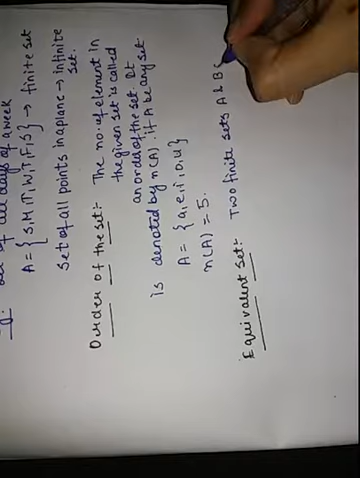 g: set of all days of a week
A = {S, M, T, W, T, F, S} → finite set
Set of all points in a plane → infinite set.
Order of the set:- The no. of element in
the given set is called
an order of the set. It
is denoted by n(A) if A be any set
A = {a, e, i, o, u}
n(A) = 5.
Equivalent Set:- Two finite sets A & B